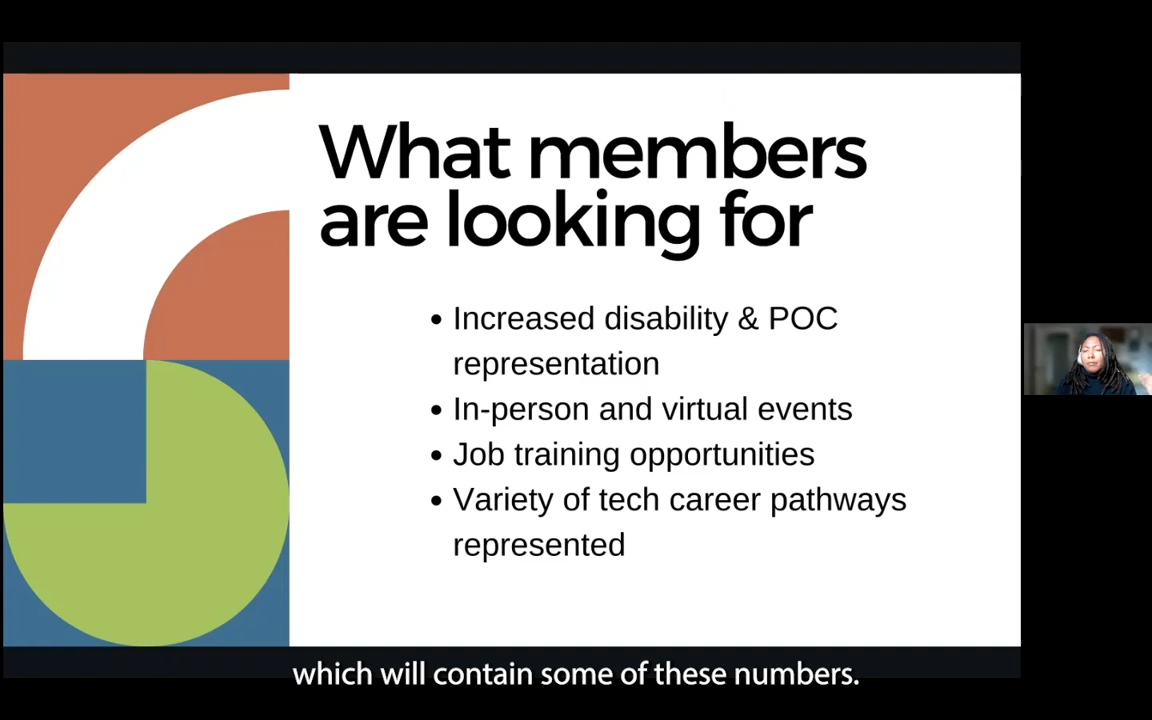 What members
are looking for
• Increased disability & POC
representation
• In-person and virtual events
• Job training opportunities
• Variety of tech career pathways
represented
which will contain some of these numbers.